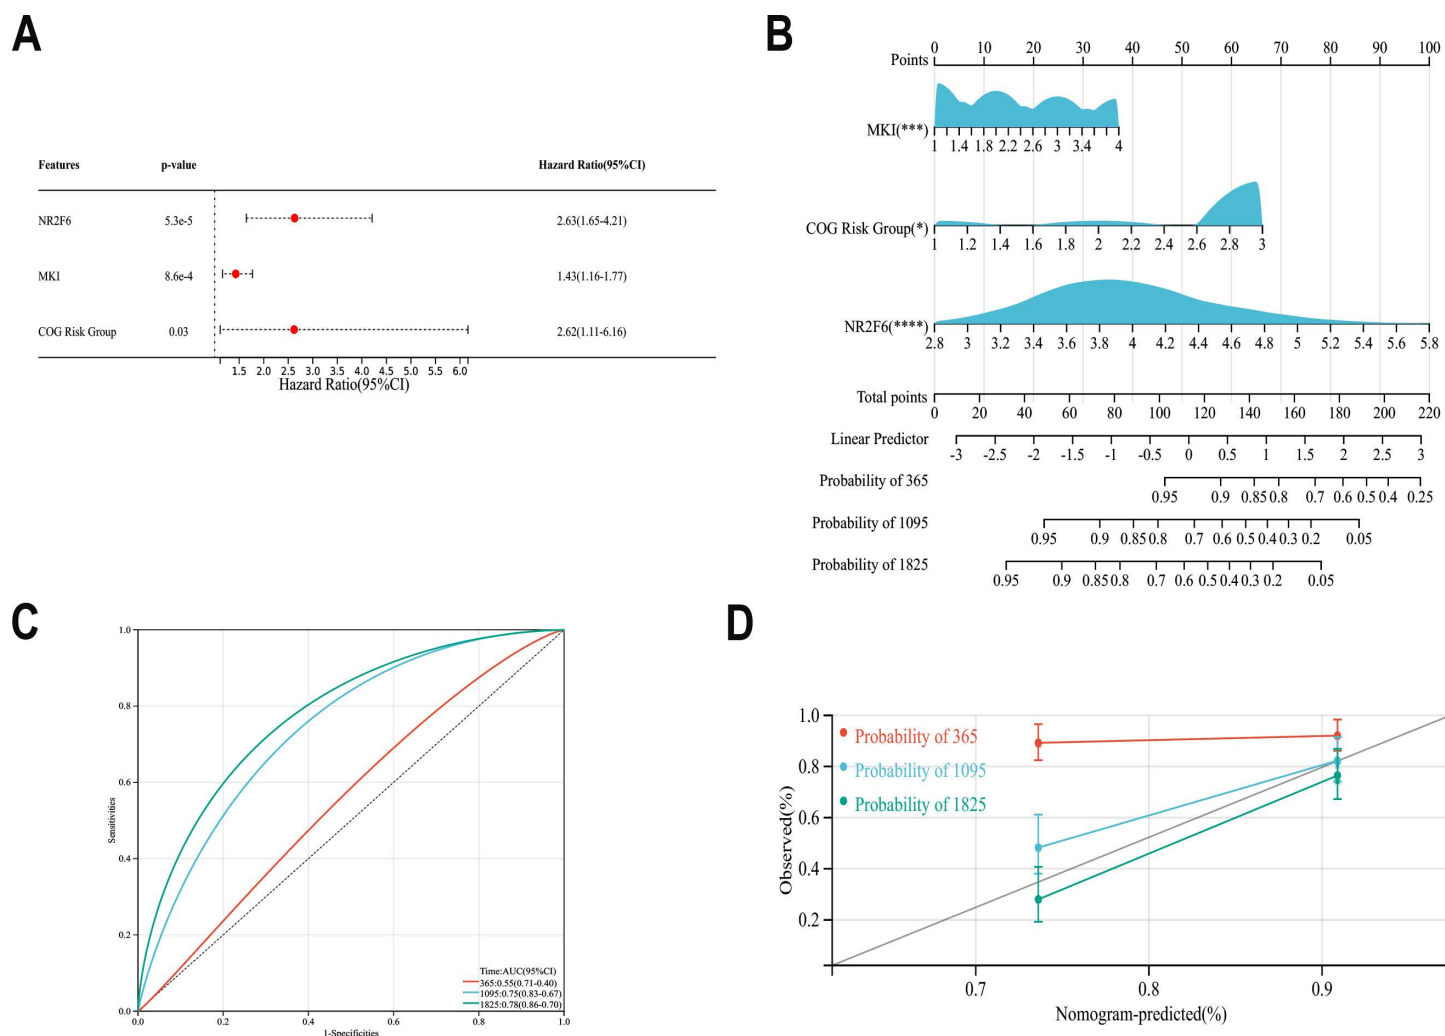 A
Features p-value Hazard Ratio(95%CI)
NR2F6 5.3e-5 2.63(1.65-4.21)
MKI 8.6e-4 1.43(1.16-1.77)
COG Risk Group 0.03 2.62(1.11-6.16)
1.5 2.0 2.5 3.0 3.5 4.0 4.5 5.0 5.5 6.0
Hazard Ratio(95%CI)
B
0 10 20 30 40 50 60 70 80 90 100
Points
MKI(***)
1 1.4 1.8 2.2 2.6 3 3.4 4
COG Risk Group(*)
1 1.2 1.4 1.6 1.8 2 2.2 2.4 2.6 2.8 3
NR2F6(****)
2.8 3 3.2 3.4 3.6 3.8 4 4.2 4.4 4.6 4.8 5 5.2 5.4 5.6 5.8
Total points
0 20 40 60 80 100 120 140 160 180 200 220
Linear Predictor
-3 -2.5 -2 -1.5 -1 -0.5 0 0.5 1 1.5 2 2.5 3
Probability of 365
0.95 0.9 0.85 0.8 0.7 0.6 0.5 0.4 0.25
Probability of 1095
0.95 0.9 0.85 0.8 0.7 0.6 0.5 0.4 0.3 0.2 0.05
Probability of 1825
0.95 0.9 0.85 0.8 0.7 0.6 0.5 0.4 0.3 0.2 0.05
C
1.0
0.8
0.6
0.4
0.2
0.0
Sensitivities
Time:AUC(95%CI)
365:0.55(0.71-0.40)
1095:0.75(0.83-0.67)
1825:0.78(0.86-0.70)
0.0 0.2 0.4 0.6 0.8 1.0
1-Specificities
D
1.0
0.8
0.6
0.4
0.2
Observed(%)
Probability of 365
Probability of 1095
Probability of 1825
0.7 0.8 0.9
Nomogram-predicted(%)